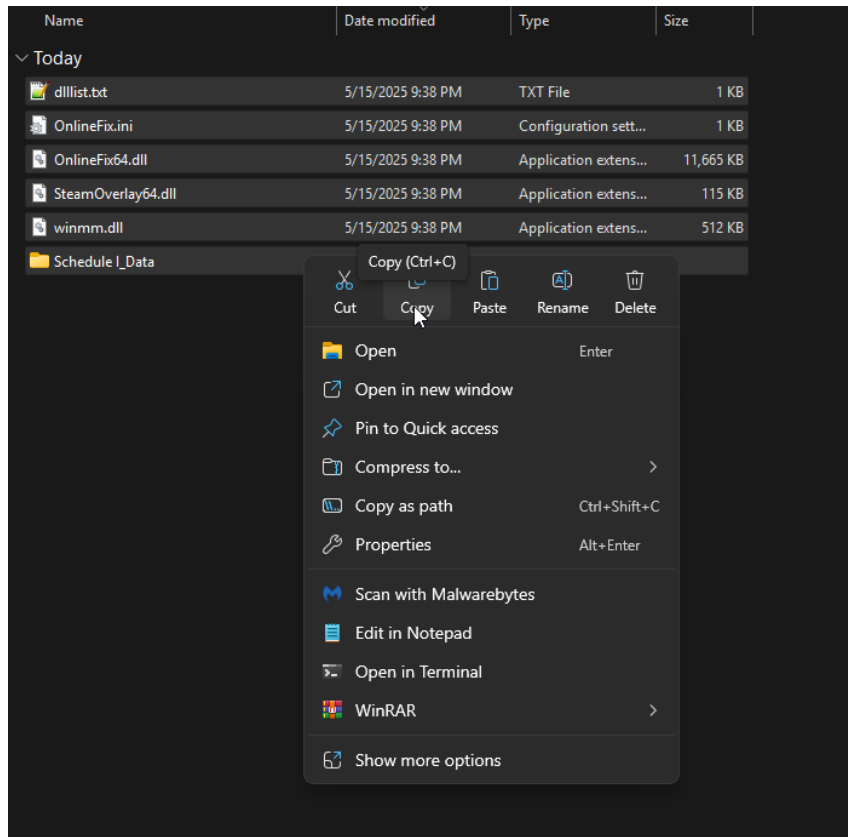 Name Date modified Type Size
Today
dlllist.txt 5/15/2025 9:38 PM TXT File 1 KB
OnlineFix.ini 5/15/2025 9:38 PM Configuration sett... 1 KB
OnlineFix64.dll 5/15/2025 9:38 PM Application extens... 11,665 KB
SteamOverlay64.dll 5/15/2025 9:38 PM Application extens... 115 KB
winmm.dll 5/15/2025 9:38 PM Application extens... 512 KB
Schedule I_Data
Copy (Ctrl+C)
Cut Copy Paste Rename Delete
Open Enter
Open in new window
Pin to Quick access
Compress to...
Copy as path Ctrl+Shift+C
Properties Alt+Enter
Scan with Malwarebytes
Edit in Notepad
Open in Terminal
WinRAR
Show more options